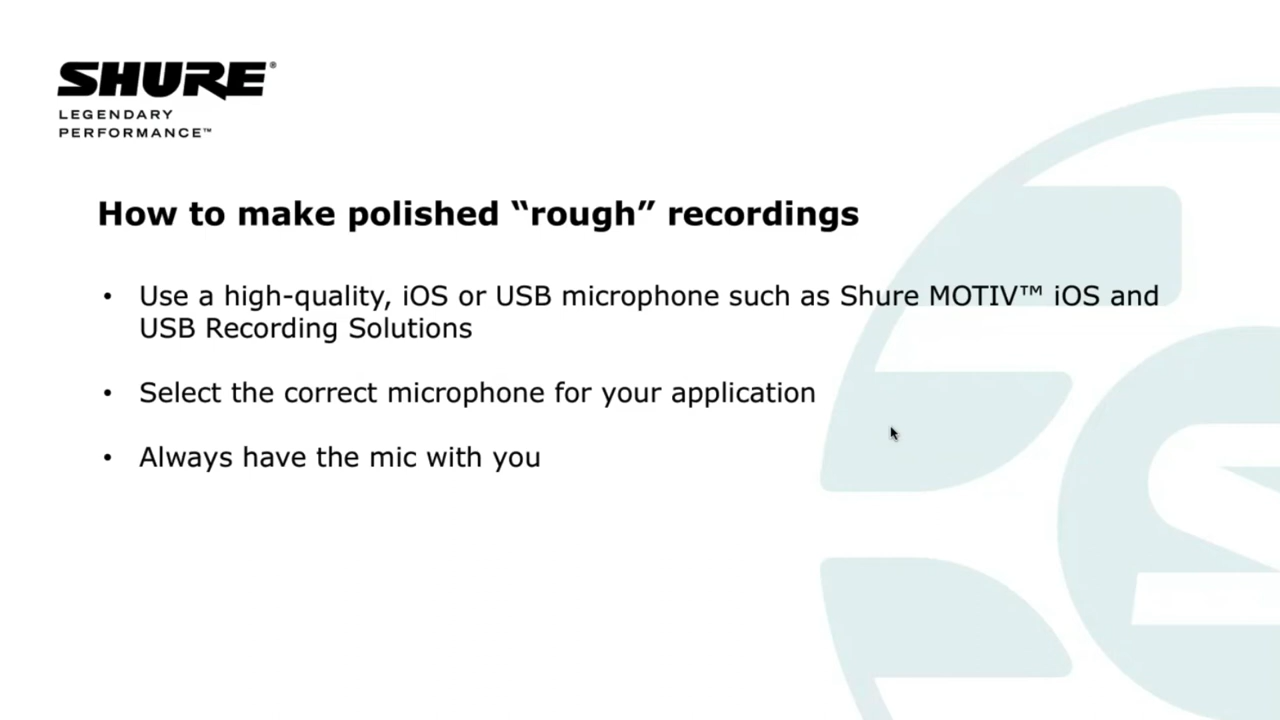 SHURE®
LEGENDARY
PERFORMANCE™
How to make polished “rough” recordings
• Use a high-quality, iOS or USB microphone such as Shure MOTIV™ iOS and
USB Recording Solutions
• Select the correct microphone for your application
• Always have the mic with you